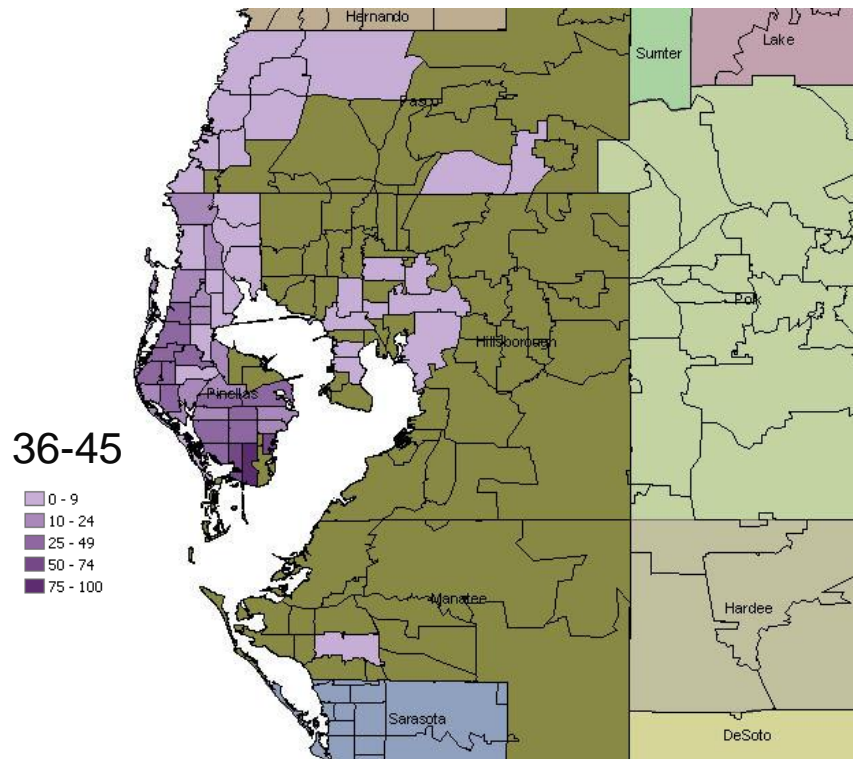 Hernando
Sumter
Lake
Pasco
Polk
Hillsborough
Pinellas
36-45
0 - 9
10 - 24
25 - 49
50 - 74
75 - 100
Manatee
Hardee
Sarasota
DeSoto